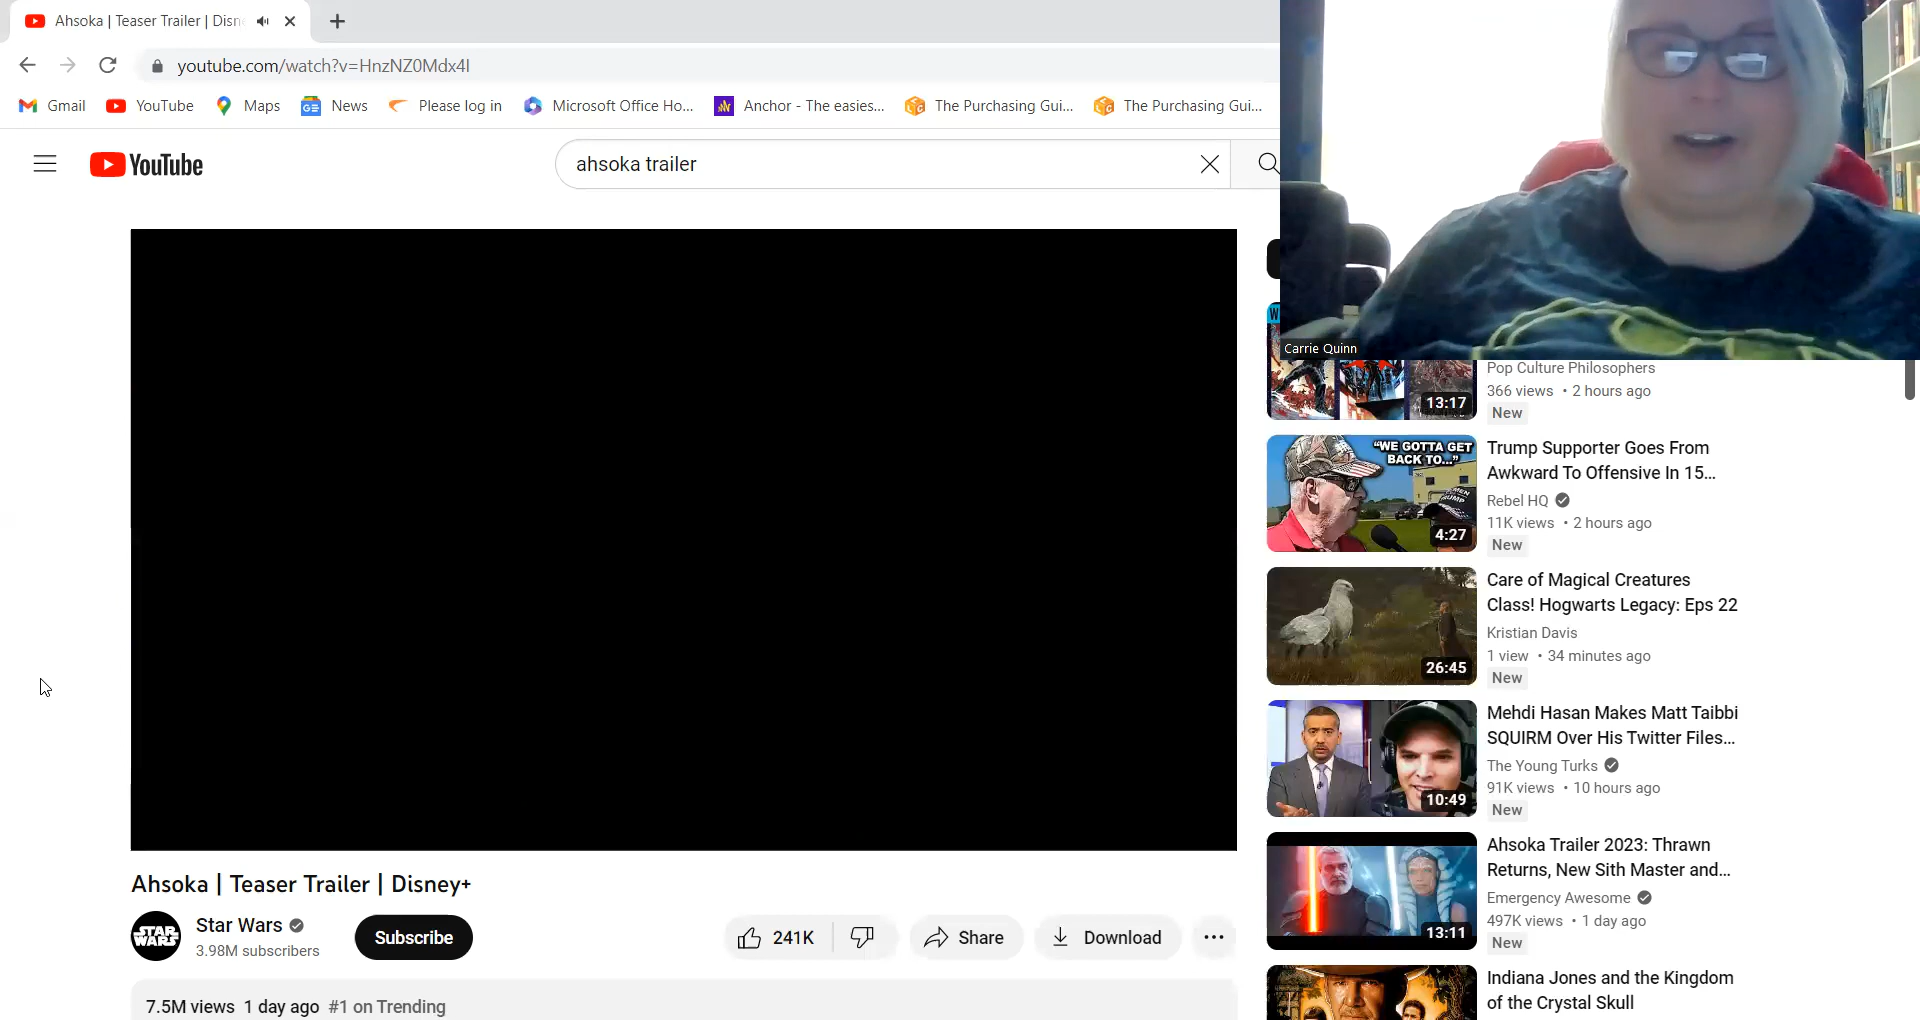 Ahsoka | Teaser Trailer | Disn
youtube.com/watch?v=HnzNZ0Mdx4I
Gmail YouTube Maps News Please log in Microsoft Office Ho... Anchor - The easies... The Purchasing Gui... The Purchasing Gui...
YouTube
ahsoka trailer
Carrie Quinn
13:17
Pop Culture Philosophers
366 views • 2 hours ago
New
"WE GOTTA GET
BACK TO..."
4:27
Trump Supporter Goes From
Awkward To Offensive In 15...
Rebel HQ
11K views • 2 hours ago
New
26:45
Care of Magical Creatures
Class! Hogwarts Legacy: Eps 22
Kristian Davis
1 view • 34 minutes ago
New
10:49
Mehdi Hasan Makes Matt Taibbi
SQUIRM Over His Twitter Files...
The Young Turks
91K views • 10 hours ago
New
13:11
Ahsoka Trailer 2023: Thrawn
Returns, New Sith Master and...
Emergency Awesome
497K views • 1 day ago
New
Indiana Jones and the Kingdom
of the Crystal Skull
Ahsoka | Teaser Trailer | Disney+
STAR
WARS
Star Wars
3.98M subscribers
Subscribe
241K
Share
Download
7.5M views 1 day ago #1 on Trending